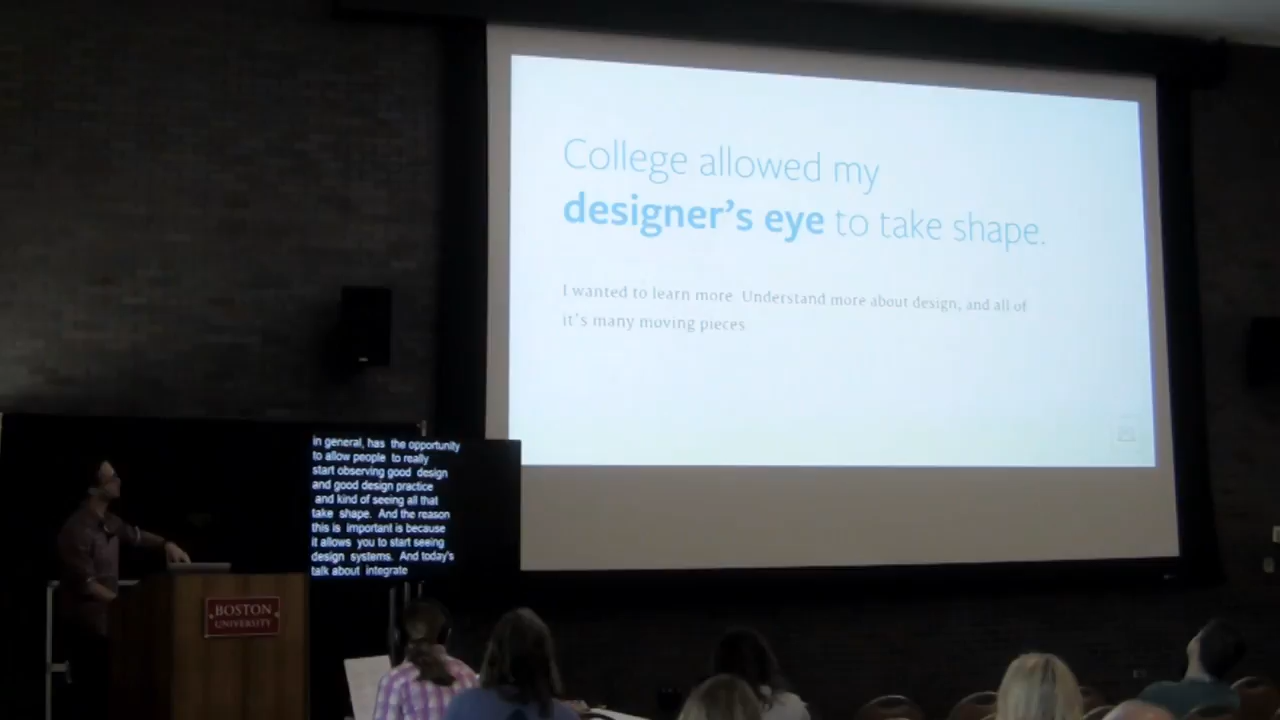 College allowed my
designer's eye to take shape.
I wanted to learn more. Understand more about design, and all of
it's many moving pieces.
in general, has the opportunity
to allow people to really
start observing good design
and good design practice
and kind of seeing all that
take shape. And the reason
this is important is because
it allows you to start seeing
design systems. And today's
talk about integrate
BOSTON
UNIVERSITY